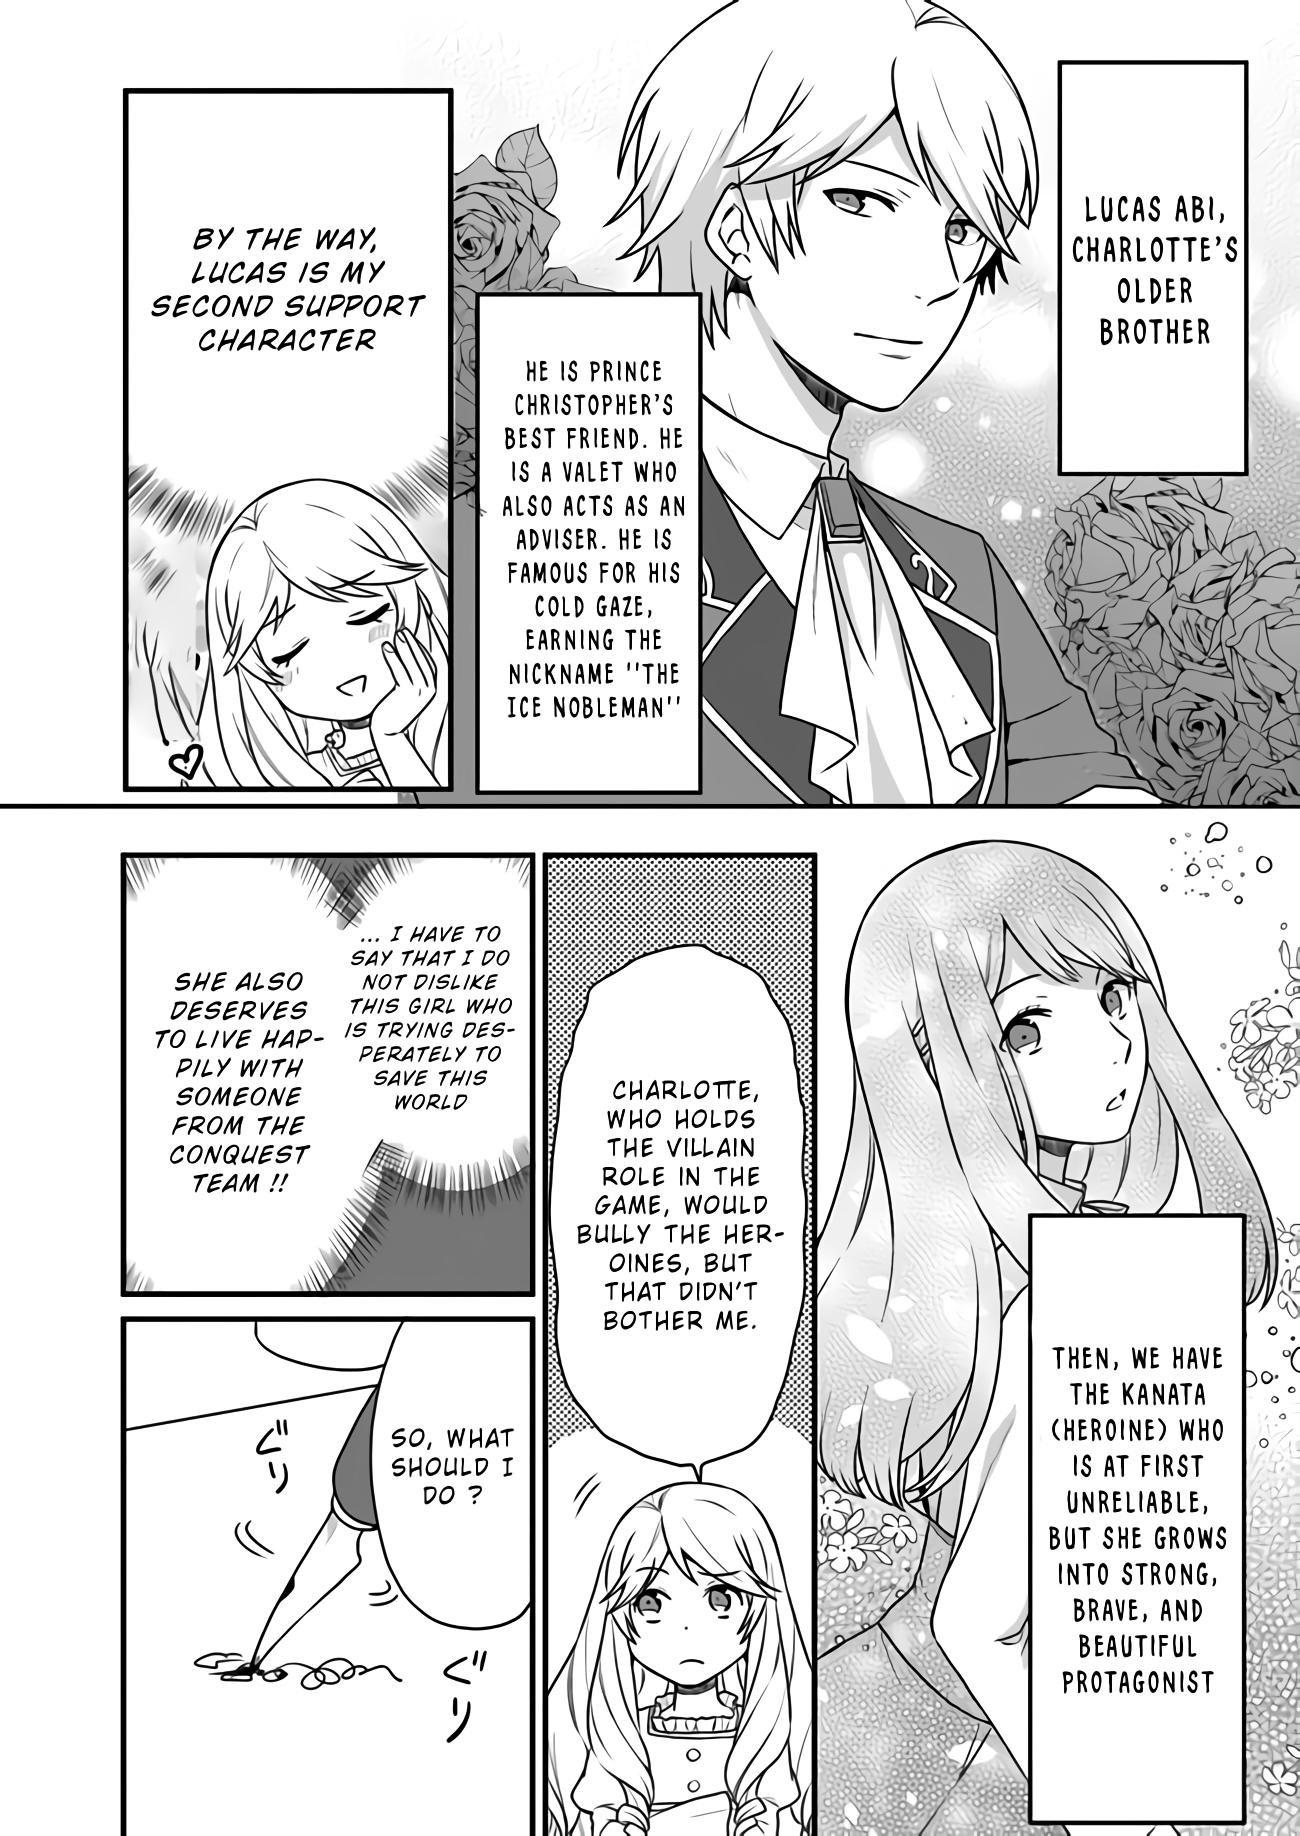 LUCAS ABI,
CHARLOTTE'S
OLDER
BROTHER
HE IS PRINCE
CHRISTOPHER'S
BEST FRIEND. HE
IS A VALET WHO
ALSO ACTS AS AN
ADVISER. HE IS
FAMOUS FOR HIS
COLD GAZE,
EARNING THE
NICKNAME "THE
ICE NOBLEMAN"
BY THE WAY,
LUCAS IS MY
SECOND SUPPORT
CHARACTER
THEN, WE HAVE
THE KANATA
(HEROINE) WHO
IS AT FIRST
UNRELIABLE,
BUT SHE GROWS
INTO STRONG,
BRAVE, AND
BEAUTIFUL
PROTAGONIST
CHARLOTTE,
WHO HOLDS
THE VILLAIN
ROLE IN THE
GAME, WOULD
BULLY THE HER-
OINES, BUT
THAT DIDN'T
BOTHER ME.
... I HAVE TO
SAY THAT I DO
NOT DISLIKE
THIS GIRL WHO
IS TRYING DES-
PERATELY TO
SAVE THIS
WORLD
SHE ALSO
DESERVES
TO LIVE HAP-
PILY WITH
SOMEONE
FROM THE
CONQUEST
TEAM !!
SO, WHAT
SHOULD I
DO ?
ぐり
ぐり